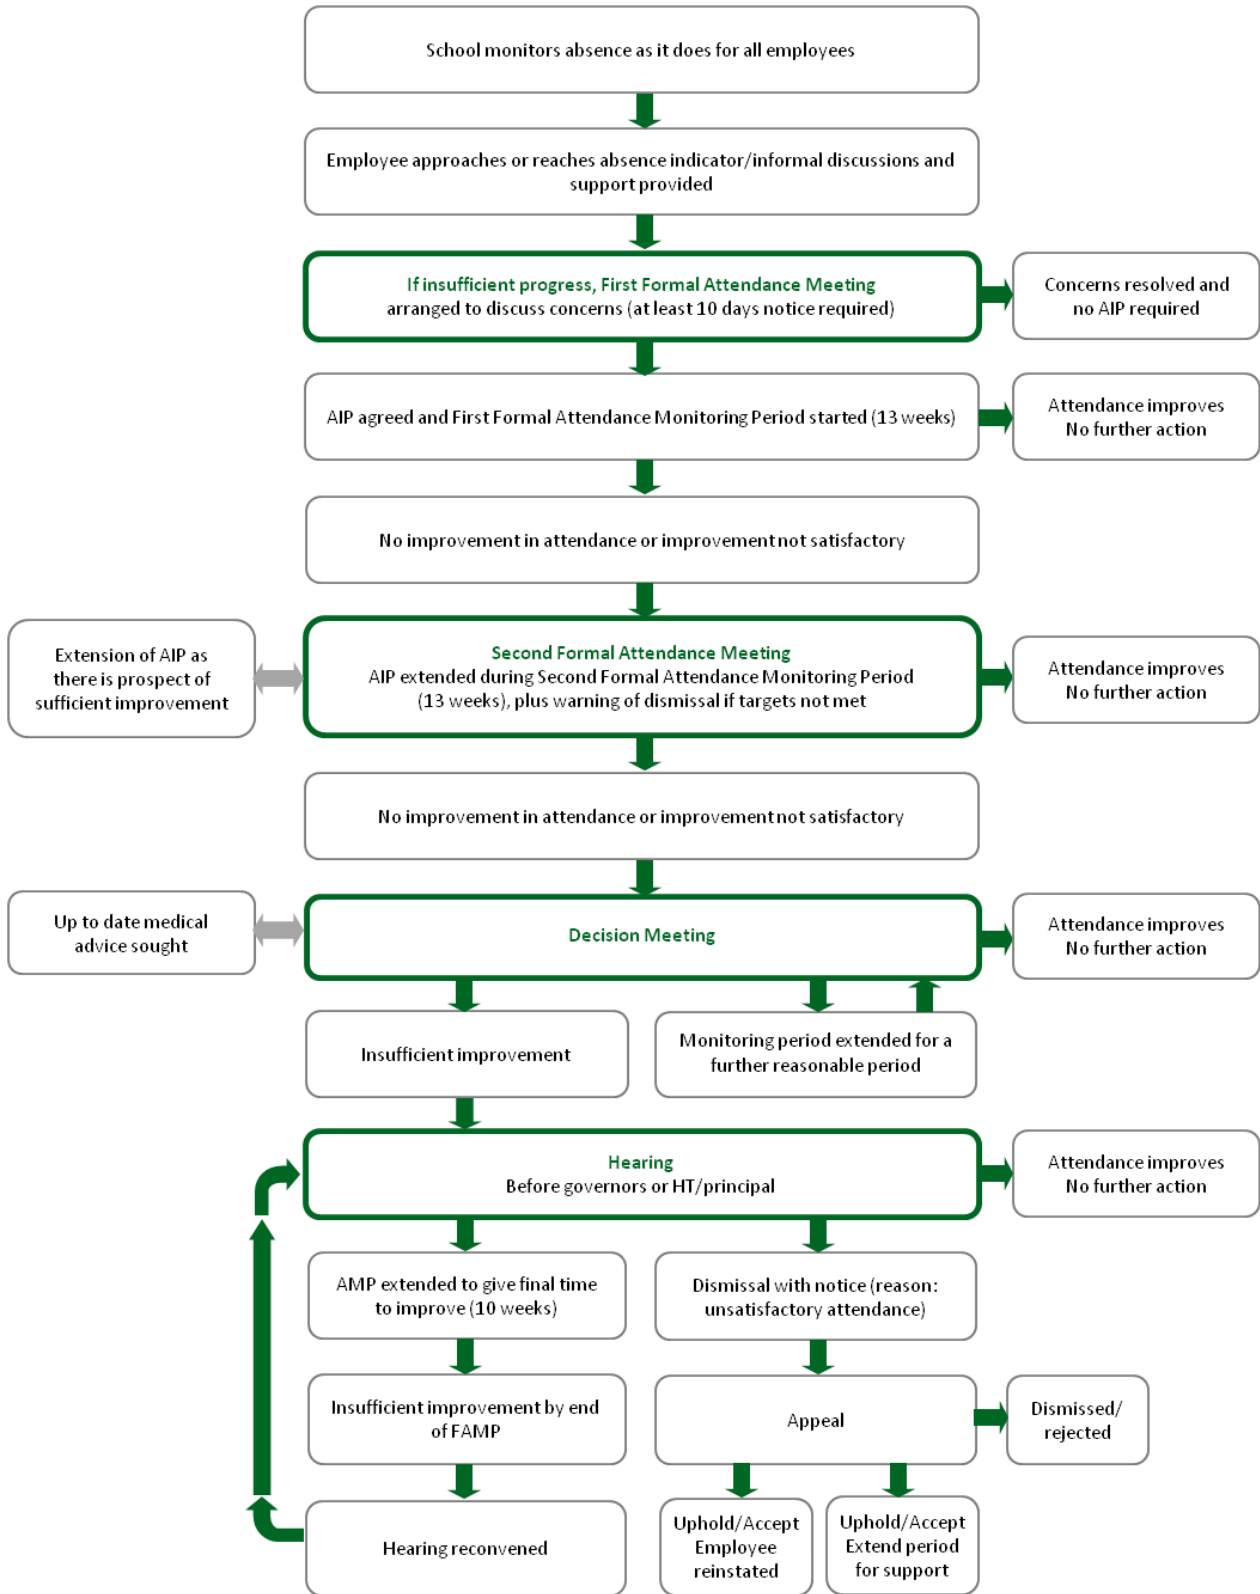 School monitors absence as it does for all employees
Employee approaches or reaches absence indicator/informal discussions and
support provided
If insufficient progress, First Formal Attendance Meeting
arranged to discuss concerns (at least 10 days notice required)
Concerns resolved and
no AIP required
AIP agreed and First Formal Attendance Monitoring Period started (13 weeks)
Attendance improves
No further action
No improvement in attendance or improvement not satisfactory
Extension of AIP as
there is prospect of
sufficient improvement
Second Formal Attendance Meeting
AIP extended during Second Formal Attendance Monitoring Period
(13 weeks), plus warning of dismissal if targets not met
Attendance improves
No further action
No improvement in attendance or improvement not satisfactory
Up to date medical
advice sought
Decision Meeting
Attendance improves
No further action
Insufficient improvement
Monitoring period extended for a
further reasonable period
Hearing
Before governors or HT/principal
Attendance improves
No further action
AMP extended to give final time
to improve (10 weeks)
Dismissal with notice (reason:
unsatisfactory attendance)
Insufficient improvement by end
of FAMP
Appeal
Dismissed/
rejected
Hearing reconvened
Uphold/Accept
Employee
reinstated
Uphold/Accept
Extend period
for support